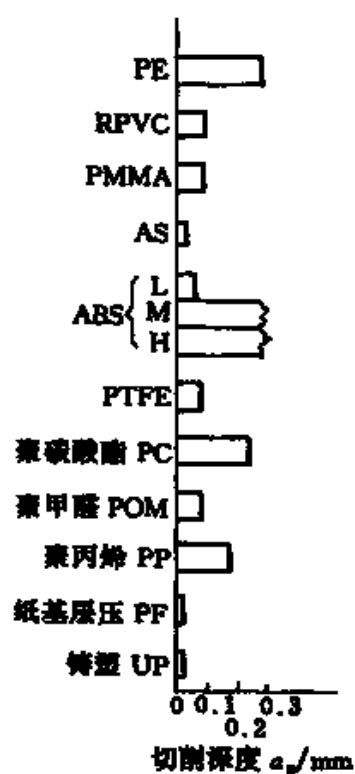 PE
RPVC
PMMA
AS
L
ABS { M
H
PTFE
聚碳酸酯 PC
聚甲醛 POM
聚丙烯 PP
纸基层压 PF
铸塑 UP
0 0.1 0.3
0.2
切削深度 aₚ/mm